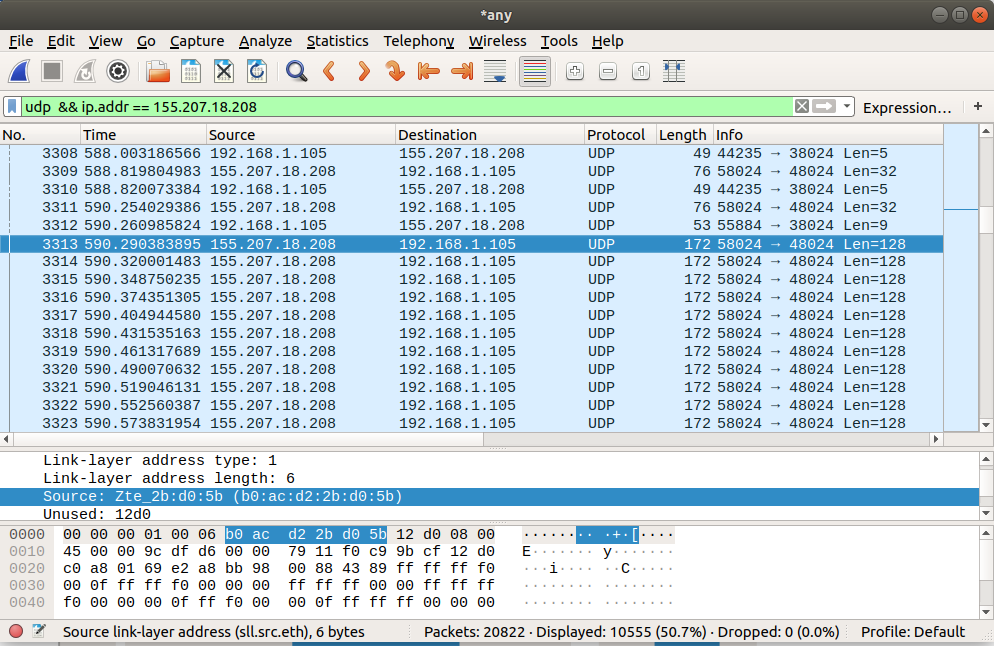 *any
File Edit View Go Capture Analyze Statistics Telephony Wireless Tools Help
udp && ip.addr == 155.207.18.208 Expression… +
No. Time Source Destination Protocol Length Info
3308 588.003186566 192.168.1.105 155.207.18.208 UDP 49 44235 → 38024 Len=5
3309 588.819804983 155.207.18.208 192.168.1.105 UDP 76 58024 → 48024 Len=32
3310 588.820073384 192.168.1.105 155.207.18.208 UDP 49 44235 → 38024 Len=5
3311 590.254029386 155.207.18.208 192.168.1.105 UDP 76 58024 → 48024 Len=32
3312 590.260985824 192.168.1.105 155.207.18.208 UDP 53 55884 → 38024 Len=9
3313 590.290383895 155.207.18.208 192.168.1.105 UDP 172 58024 → 48024 Len=128
3314 590.320001483 155.207.18.208 192.168.1.105 UDP 172 58024 → 48024 Len=128
3315 590.348750235 155.207.18.208 192.168.1.105 UDP 172 58024 → 48024 Len=128
3316 590.374351305 155.207.18.208 192.168.1.105 UDP 172 58024 → 48024 Len=128
3317 590.404944580 155.207.18.208 192.168.1.105 UDP 172 58024 → 48024 Len=128
3318 590.431535163 155.207.18.208 192.168.1.105 UDP 172 58024 → 48024 Len=128
3319 590.461317689 155.207.18.208 192.168.1.105 UDP 172 58024 → 48024 Len=128
3320 590.490070632 155.207.18.208 192.168.1.105 UDP 172 58024 → 48024 Len=128
3321 590.519046131 155.207.18.208 192.168.1.105 UDP 172 58024 → 48024 Len=128
3322 590.552560387 155.207.18.208 192.168.1.105 UDP 172 58024 → 48024 Len=128
3323 590.573831954 155.207.18.208 192.168.1.105 UDP 172 58024 → 48024 Len=128
Link-layer address type: 1
Link-layer address length: 6
Source: Zte_2b:d0:5b (b0:ac:d2:2b:d0:5b)
Unused: 12d0
0000 00 00 00 01 00 06 b0 ac d2 2b d0 5b 12 d0 08 00 ········ ·+·[····
0010 45 00 00 9c df d6 00 00 79 11 f0 c9 9b cf 12 d0 E······· y·······
0020 c0 a8 01 69 e2 a8 bb 98 00 88 43 89 ff ff ff f0 ···i···· ··C·····
0030 00 0f ff ff f0 00 00 00 ff ff ff 00 00 ff ff ff ········ ········
0040 f0 00 00 00 0f ff f0 00 00 0f ff ff ff 00 00 00 ········ ········
Source link-layer address (sll.src.eth), 6 bytes Packets: 20822 · Displayed: 10555 (50.7%) · Dropped: 0 (0.0%) Profile: Default